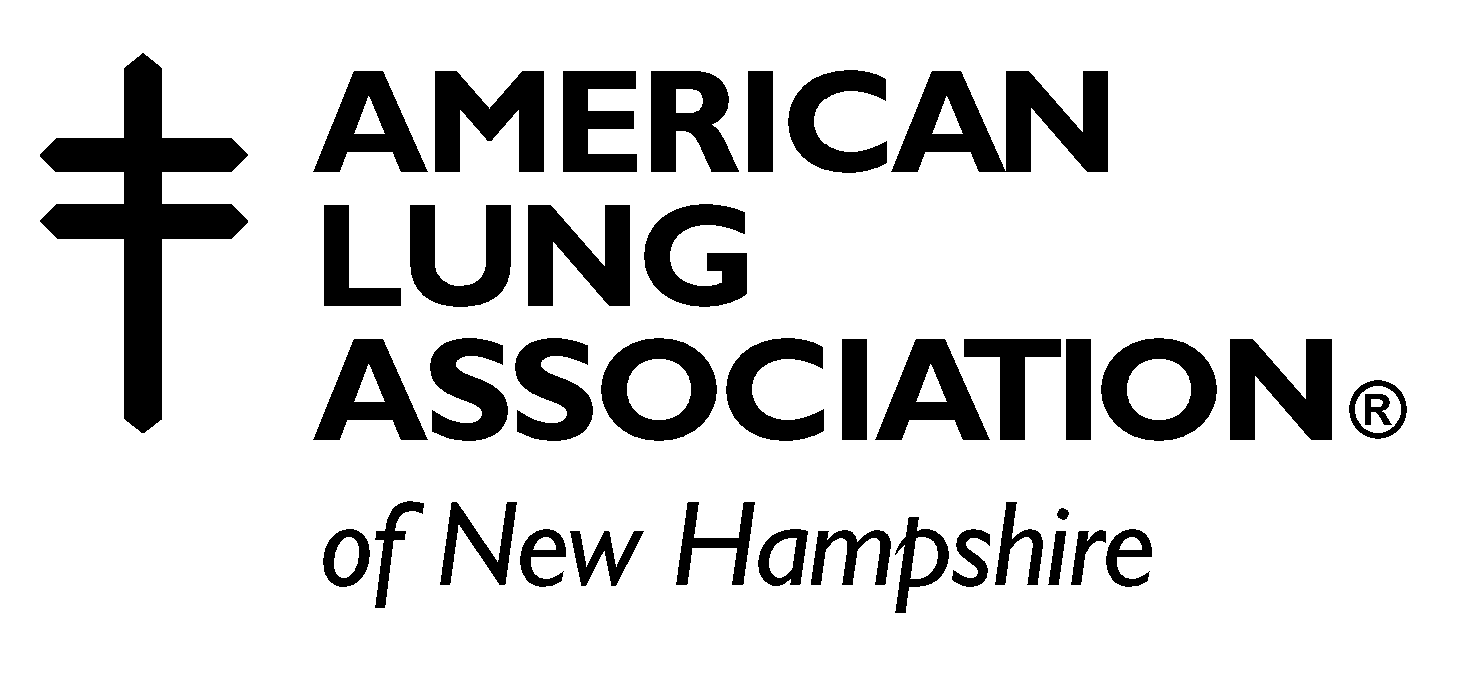 AMERICAN
LUNG
ASSOCIATION®
of New Hampshire